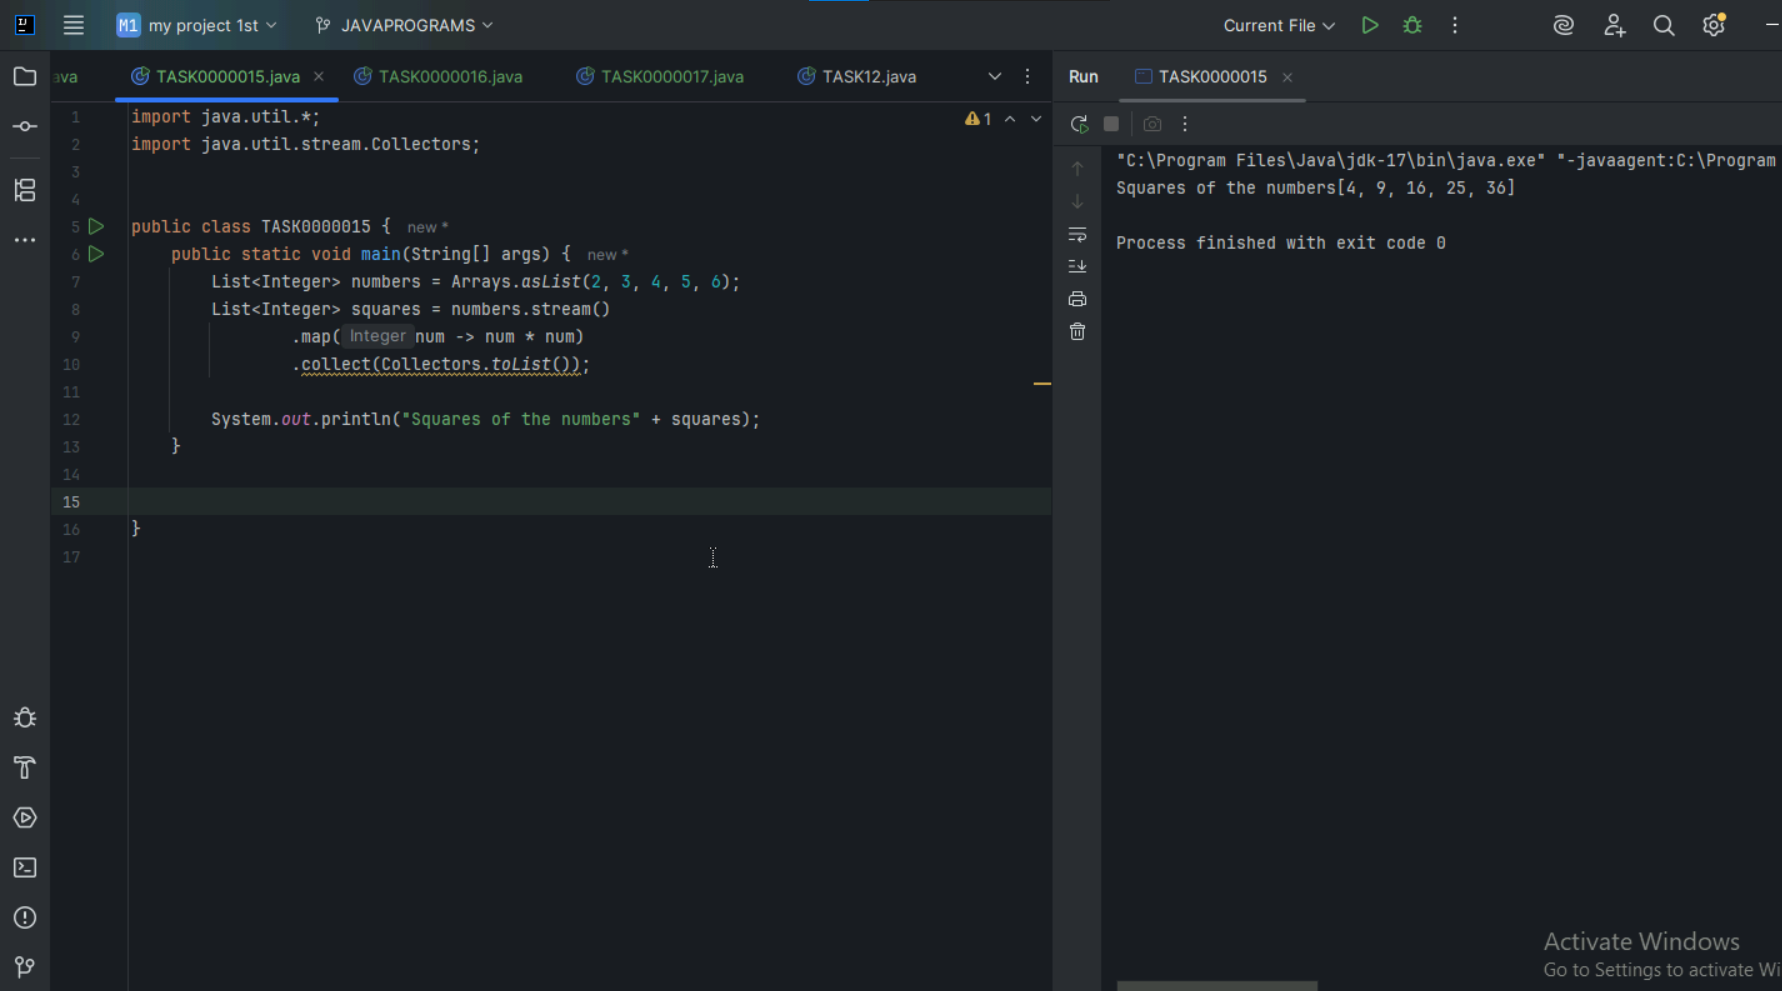 M1 my project 1st JAVAPROGRAMS Current File
ava TASK0000015.java TASK0000016.java TASK0000017.java TASK12.java
Run TASK0000015
1 import java.util.*;
1
2 import java.util.stream.Collectors;
3
4
5 public class TASK0000015 { new *
6 public static void main(String[] args) { new *
7 List<Integer> numbers = Arrays.asList(2, 3, 4, 5, 6);
8 List<Integer> squares = numbers.stream()
9 .map( Integer num -> num * num)
10 .collect(Collectors.toList());
11
12 System.out.println("Squares of the numbers" + squares);
13 }
14
15
16 }
17
"C:\Program Files\Java\jdk-17\bin\java.exe" "-javaagent:C:\Program
Squares of the numbers[4, 9, 16, 25, 36]
Process finished with exit code 0
Activate Windows
Go to Settings to activate Wi